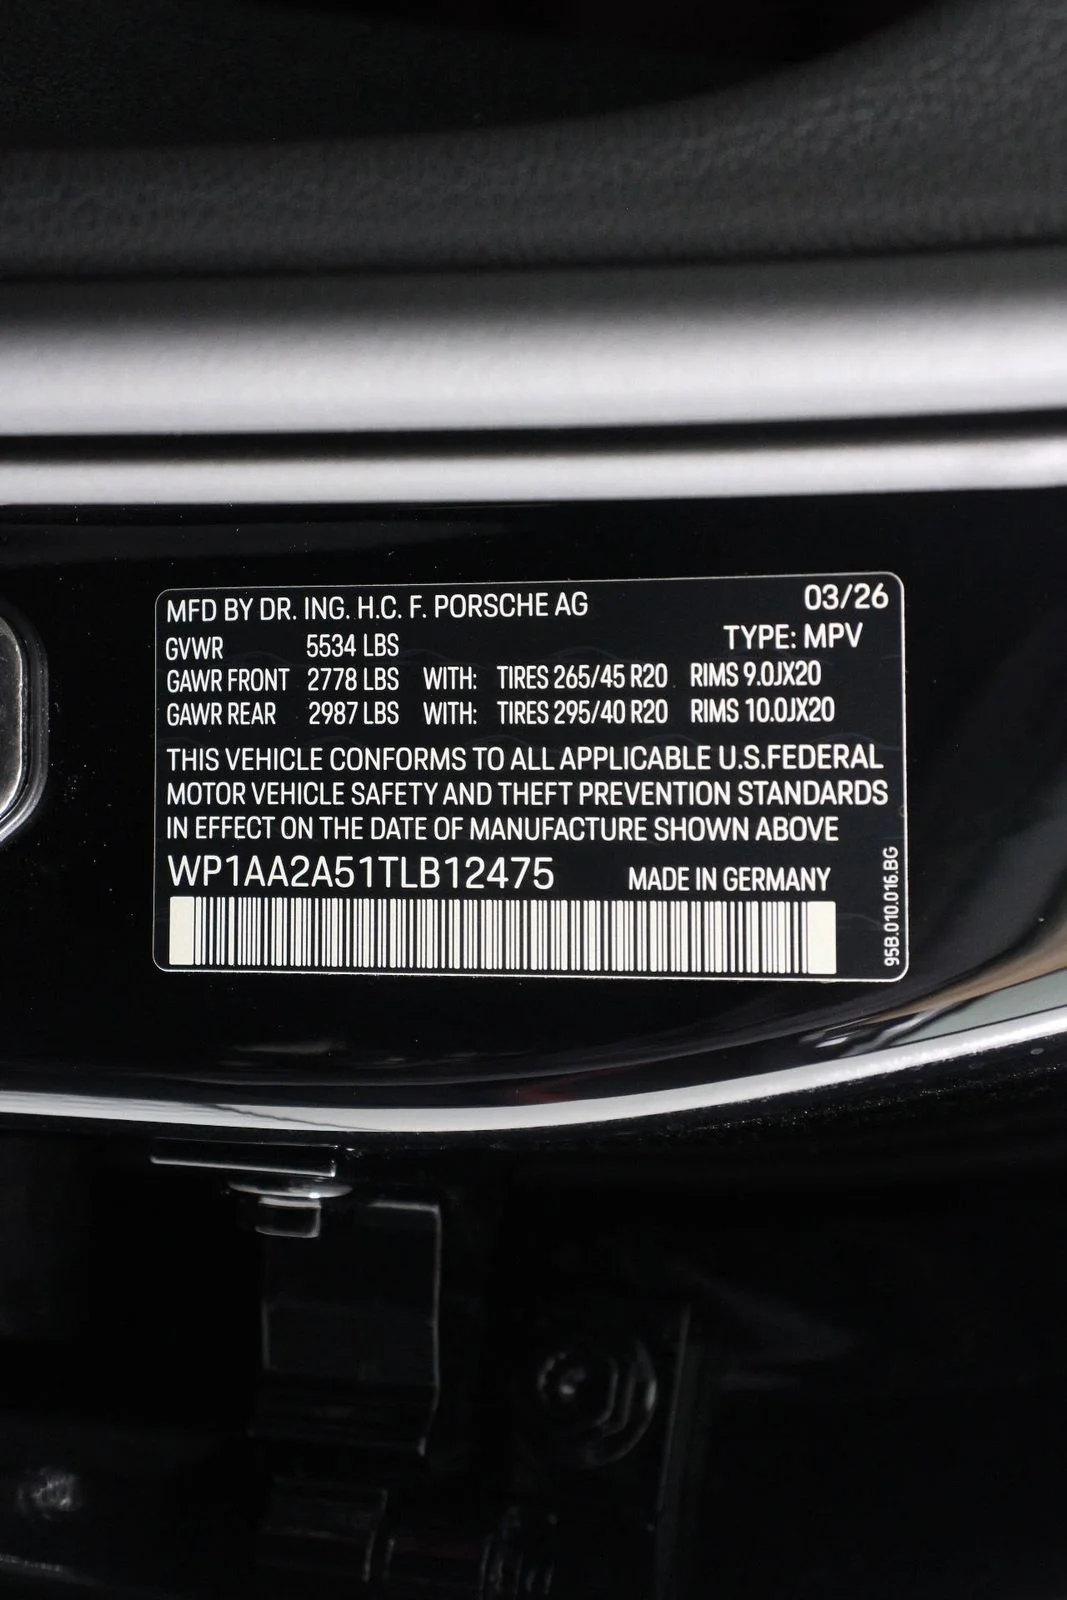 MFD BY DR. ING. H.C. F. PORSCHE AG 03/26
TYPE: MPV
GVWR 5534 LBS
GAWR FRONT 2778 LBS WITH: TIRES 265/45 R20 RIMS 9.0JX20
GAWR REAR 2987 LBS WITH: TIRES 295/40 R20 RIMS 10.0JX20
THIS VEHICLE CONFORMS TO ALL APPLICABLE U.S.FEDERAL
MOTOR VEHICLE SAFETY AND THEFT PREVENTION STANDARDS
IN EFFECT ON THE DATE OF MANUFACTURE SHOWN ABOVE
WP1AA2A51TLB12475 MADE IN GERMANY
95B.010.016.BG